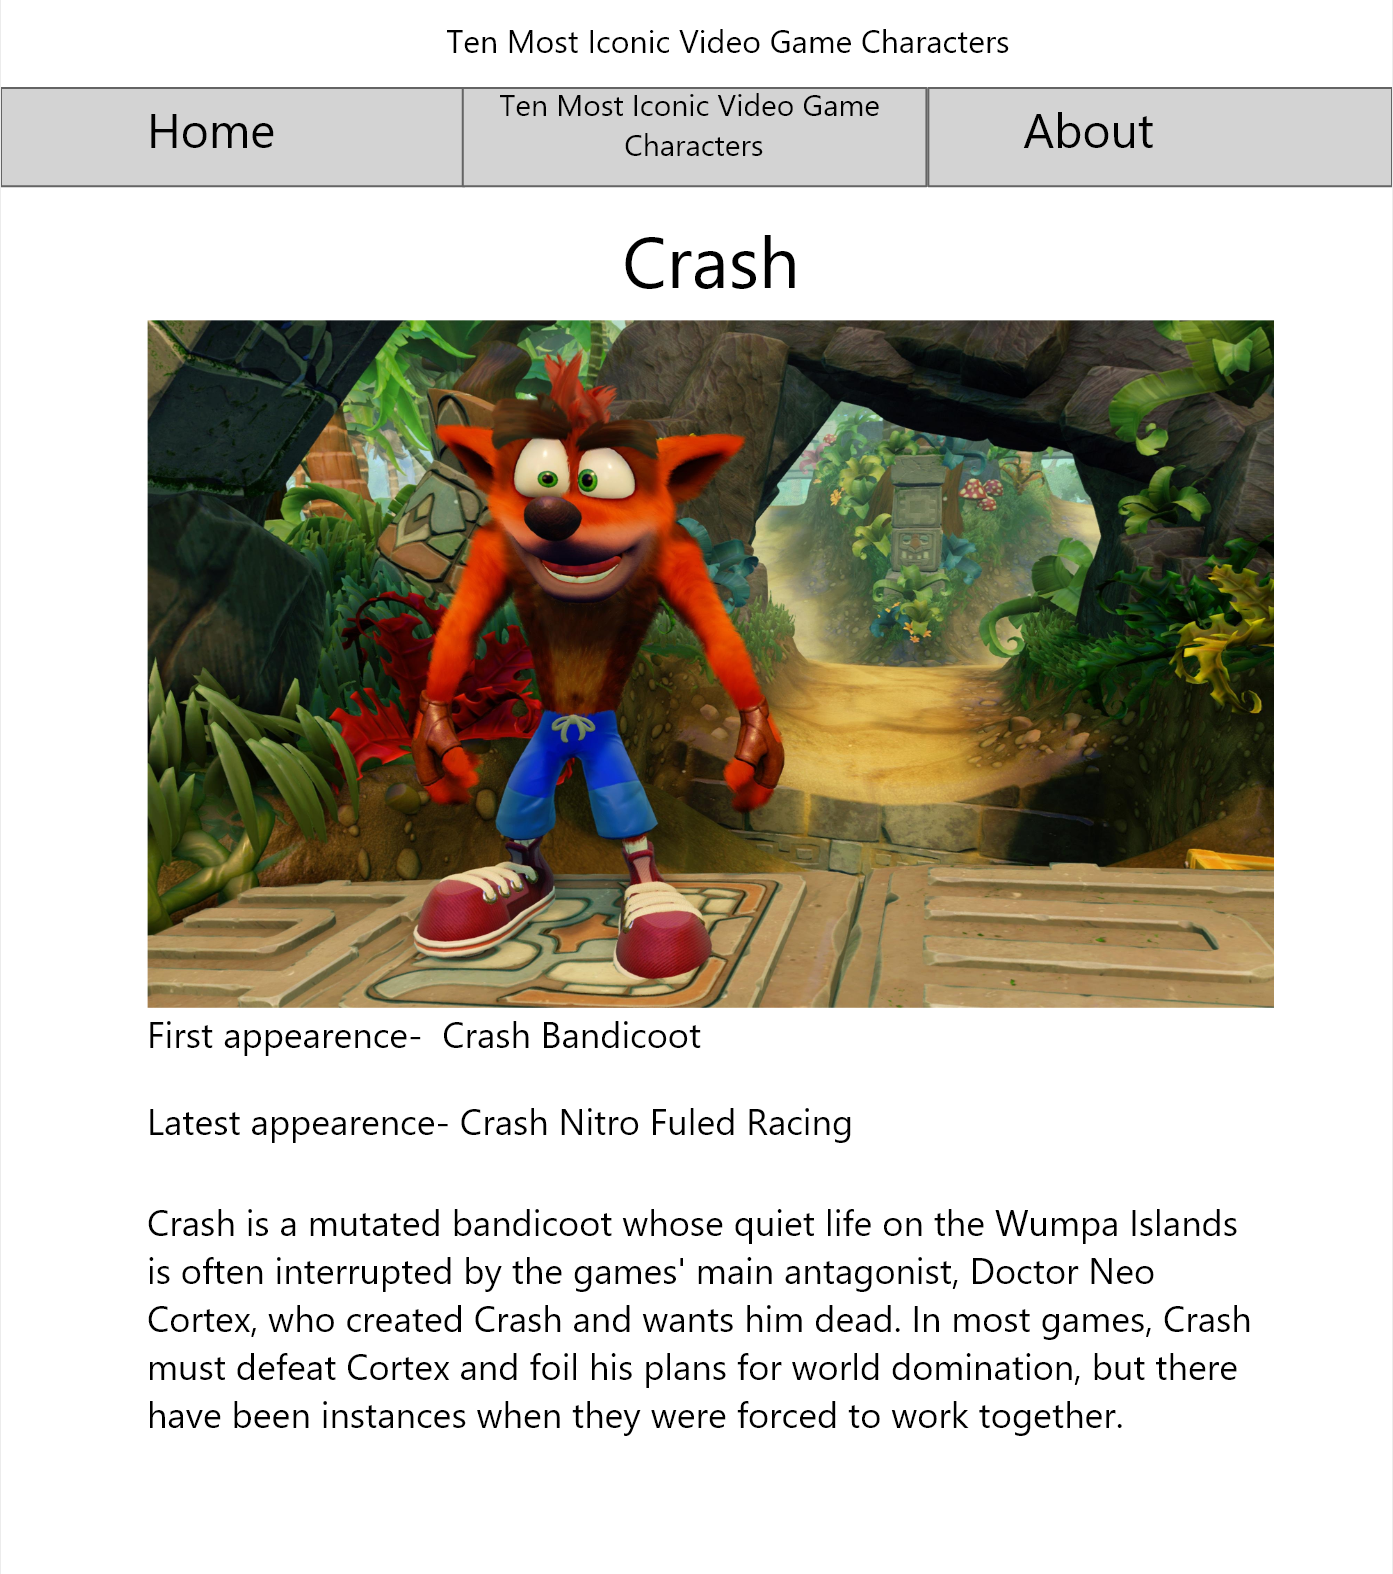 Ten Most Iconic Video Game Characters
Home
Ten Most Iconic Video Game
Characters
About
Crash
First appearence-  Crash Bandicoot
Latest appearence- Crash Nitro Fuled Racing
Crash is a mutated bandicoot whose quiet life on the Wumpa Islands
is often interrupted by the games' main antagonist, Doctor Neo
Cortex, who created Crash and wants him dead. In most games, Crash
must defeat Cortex and foil his plans for world domination, but there
have been instances when they were forced to work together.